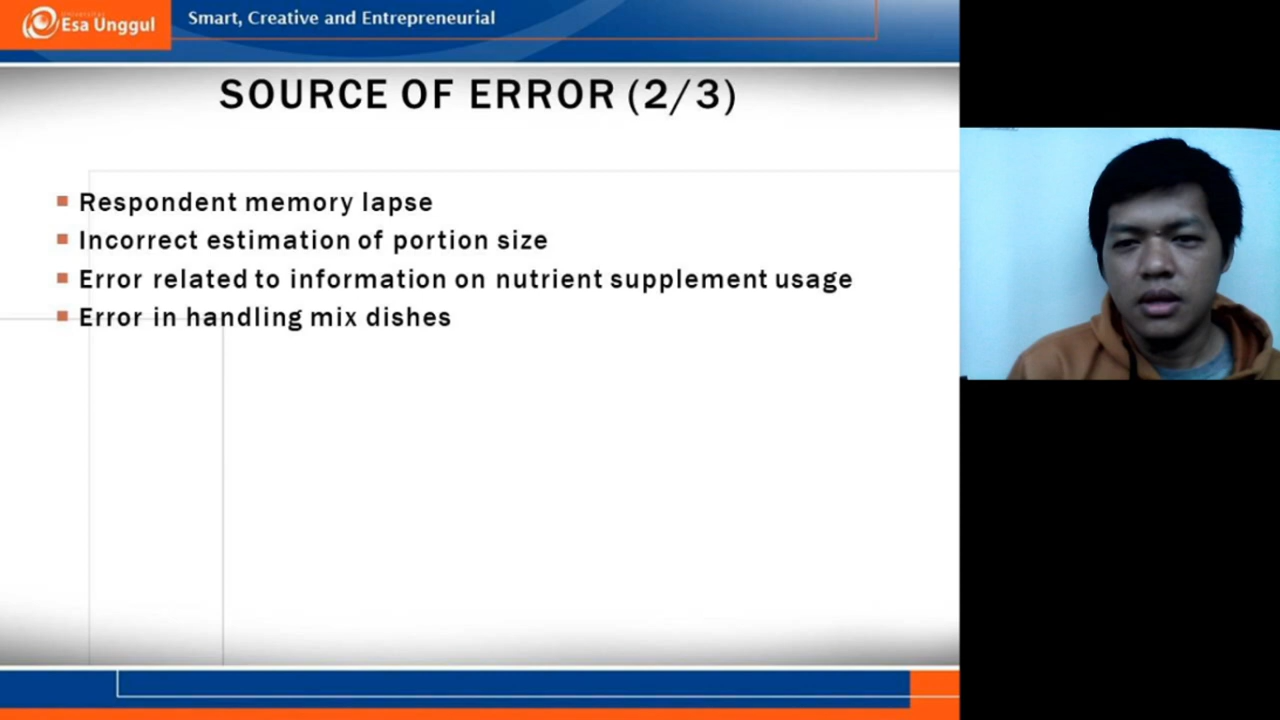 Universitas
Esa Unggul
Smart, Creative and Entrepreneurial
SOURCE OF ERROR (2/3)
Respondent memory lapse
Incorrect estimation of portion size
Error related to information on nutrient supplement usage
Error in handling mix dishes